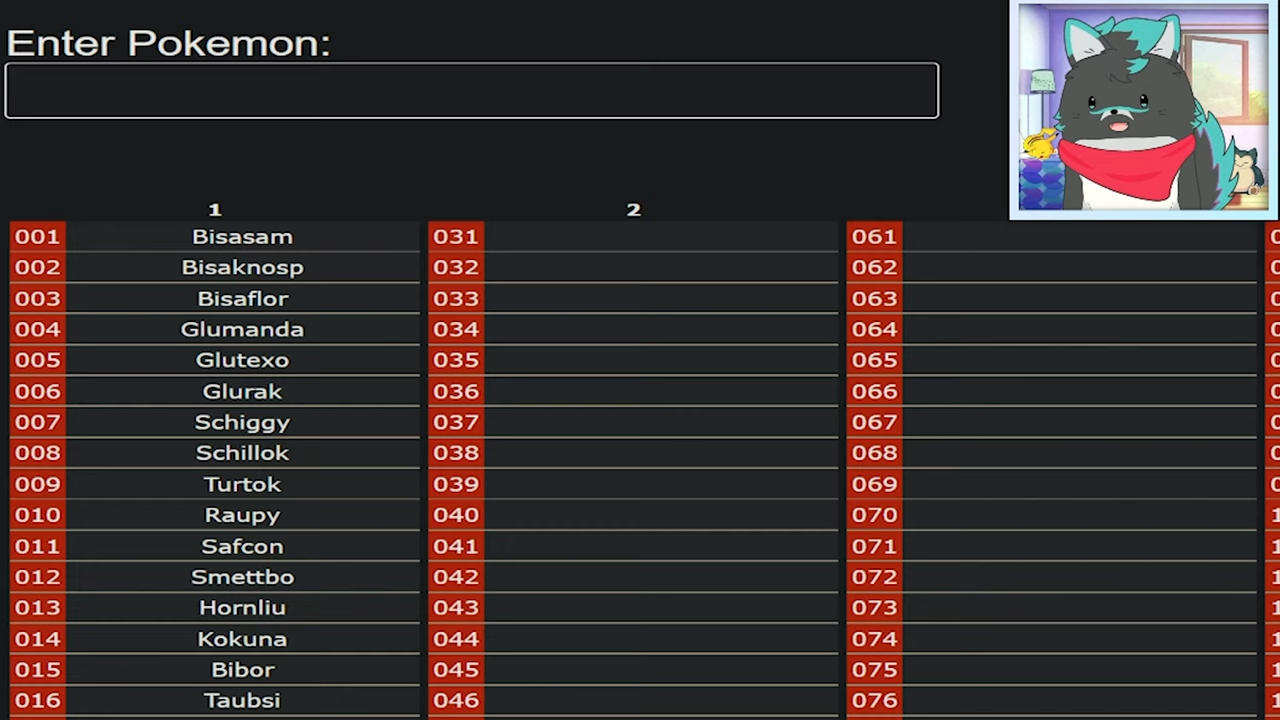 Enter Pokemon:
1 2
001 Bisasam 031 061
002 Bisaknosp 032 062
003 Bisaflor 033 063
004 Glumanda 034 064
005 Glutexo 035 065
006 Glurak 036 066
007 Schiggy 037 067
008 Schillok 038 068
009 Turtok 039 069
010 Raupy 040 070
011 Safcon 041 071
012 Smettbo 042 072
013 Hornliu 043 073
014 Kokuna 044 074
015 Bibor 045 075
016 Taubsi 046 076